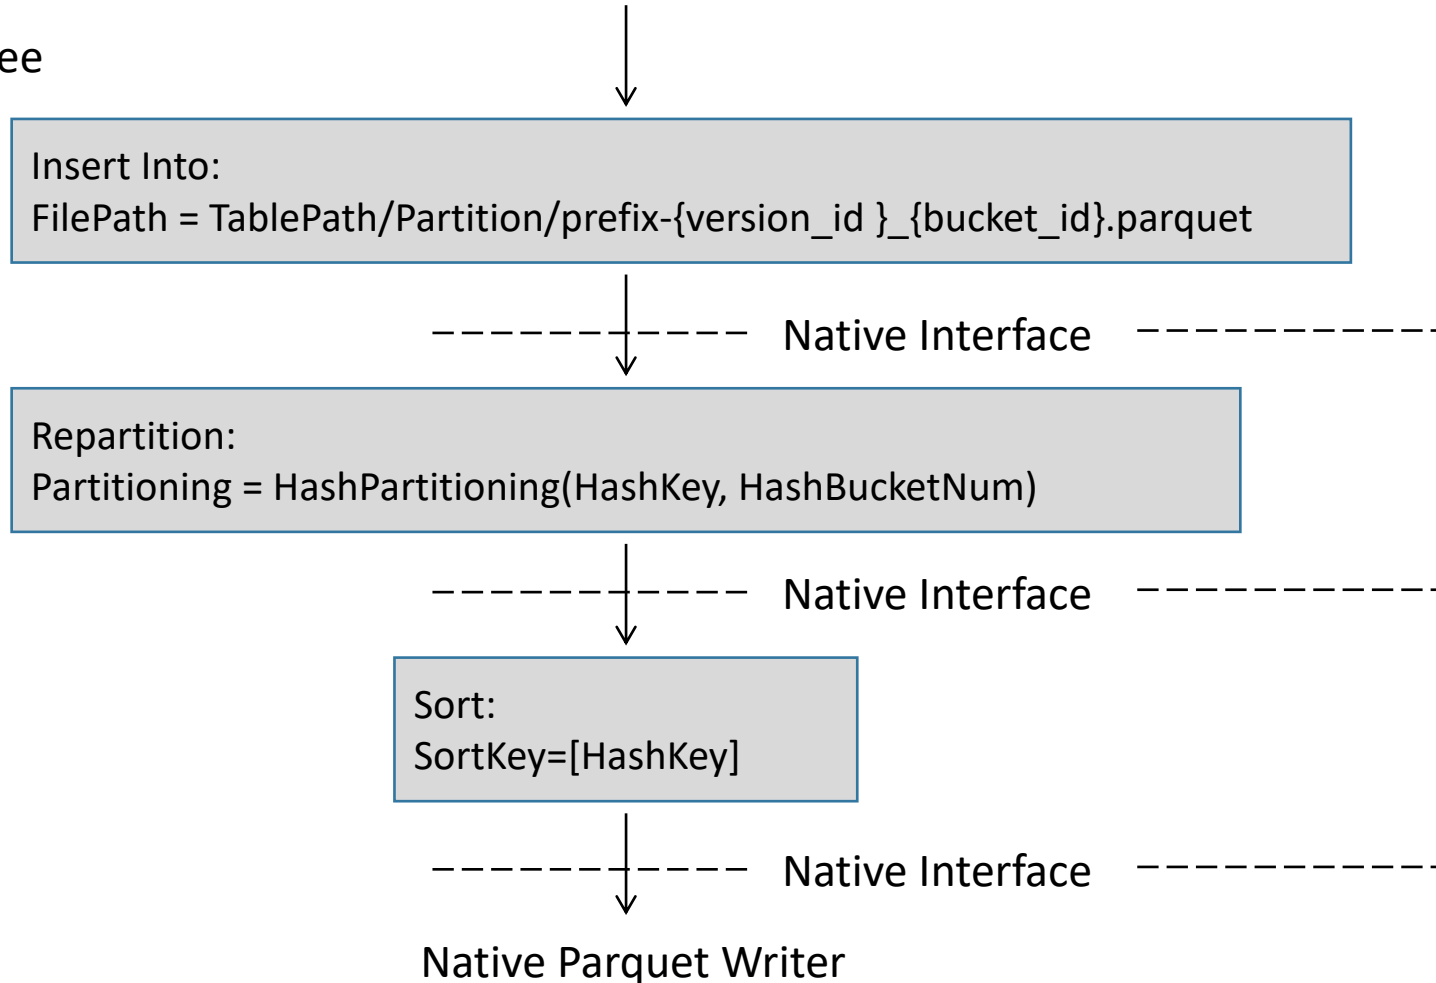 ee
Insert Into:
FilePath = TablePath/Partition/prefix-{version_id }_{bucket_id}.parquet
Native Interface
Repartition:
Partitioning = HashPartitioning(HashKey, HashBucketNum)
Native Interface
Sort:
SortKey=[HashKey]
Native Interface
Native Parquet Writer